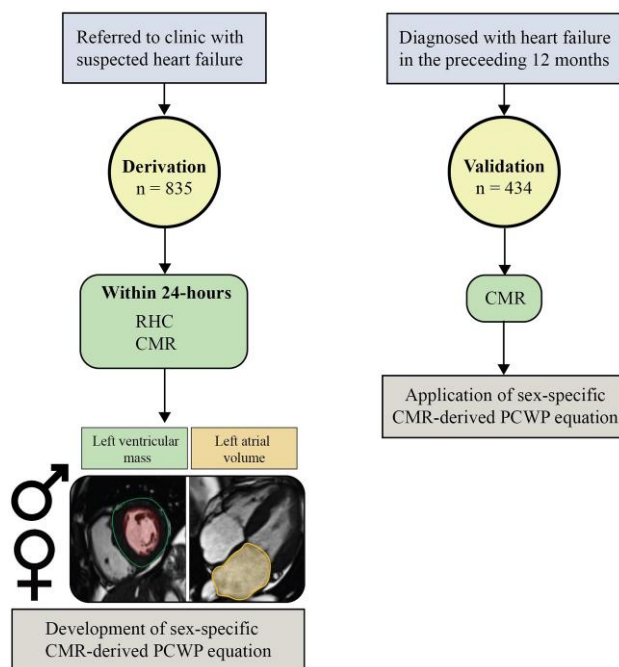 Referred to clinic with
suspected heart failure
Derivation
n = 835
Within 24-hours
RHC
CMR
Left ventricular
mass
Left atrial
volume
Development of sex-specific
CMR-derived PCWP equation
Diagnosed with heart failure
in the preceeding 12 months
Validation
n = 434
CMR
Application of sex-specific
CMR-derived PCWP equation